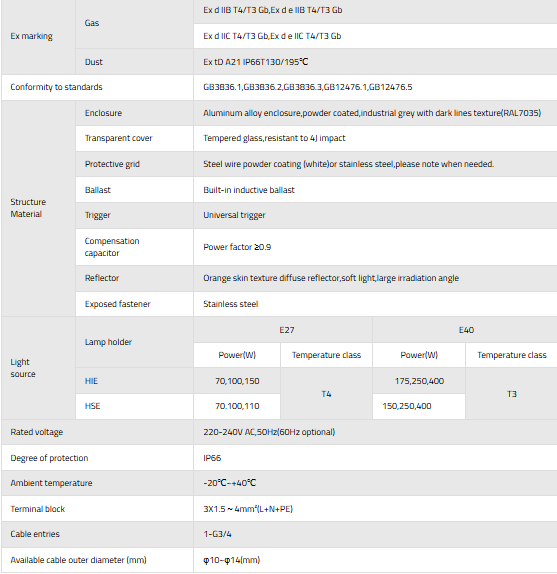 Ex marking
Gas
Ex d IIB T4/T3 Gb,Ex d e IIB T4/T3 Gb
Ex d IIC T4/T3 Gb,Ex d e IIC T4/T3 Gb
Dust
Ex tD A21 IP66T130/195℃
Conformity to standards
GB3836.1,GB3836.2,GB3836.3,GB12476.1,GB12476.5
Structure
Material
Enclosure
Aluminum alloy enclosure,powder coated,industrial grey with dark lines texture(RAL7035)
Transparent cover
Tempered glass,resistant to 4J impact
Protective grid
Steel wire powder coating (white)or stainless steel,please note when needed.
Ballast
Built-in inductive ballast
Trigger
Universal trigger
Compensation
capacitor
Power factor ≥0.9
Reflector
Orange skin texture diffuse reflector,soft light,large irradiation angle
Exposed fastener
Stainless steel
Light
source
Lamp holder
E27
E40
Power(W)
Temperature class
Power(W)
Temperature class
HIE
70,100,150
T4
175,250,400
T3
HSE
70.100,110
150,250,400
Rated voltage
220-240V AC,50Hz(60Hz optional)
Degree of protection
IP66
Ambient temperature
-20℃~+40℃
Terminal block
3X1.5~4mm²(L+N+PE)
Cable entries
1-G3/4
Available cable outer diameter (mm)
φ10~φ14(mm)